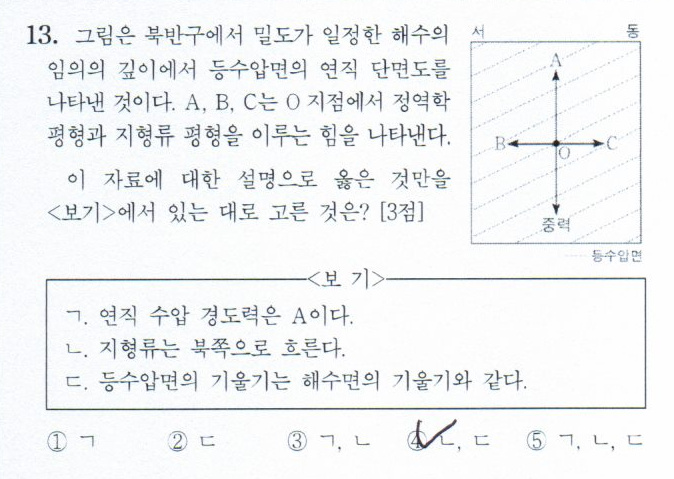 13. 그림은 북반구에서 밀도가 일정한 해수의
임의의 깊이에서 등수압면의 연직 단면도를
나타낸 것이다. A, B, C는 O 지점에서 정역학
평형과 지형류 평형을 이루는 힘을 나타낸다.
이 자료에 대한 설명으로 옳은 것만을
<보기>에서 있는 대로 고른 것은? [3점]
서 동
A
B O C
중력
등수압면
<보 기>
ㄱ. 연직 수압 경도력은 A이다.
ㄴ. 지형류는 북쪽으로 흐른다.
ㄷ. 등수압면의 기울기는 해수면의 기울기와 같다.
① ㄱ ② ㄷ ③ ㄱ, ㄴ ④ ㄴ, ㄷ ⑤ ㄱ, ㄴ, ㄷ